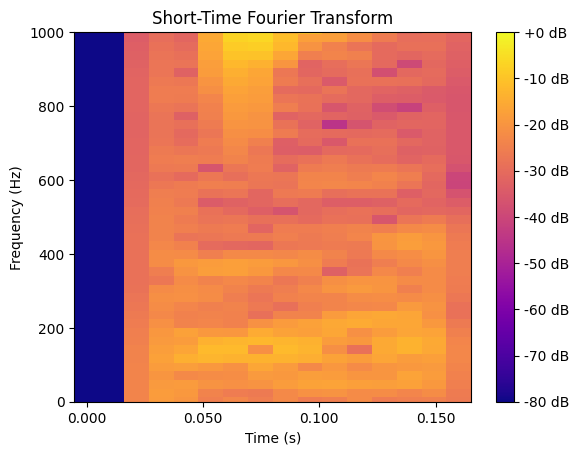 Short-Time Fourier Transform
1000
800
600
400
200
0
Frequency (Hz)
0.000
0.050
0.100
0.150
Time (s)
+0 dB
-10 dB
-20 dB
-30 dB
-40 dB
-50 dB
-60 dB
-70 dB
-80 dB